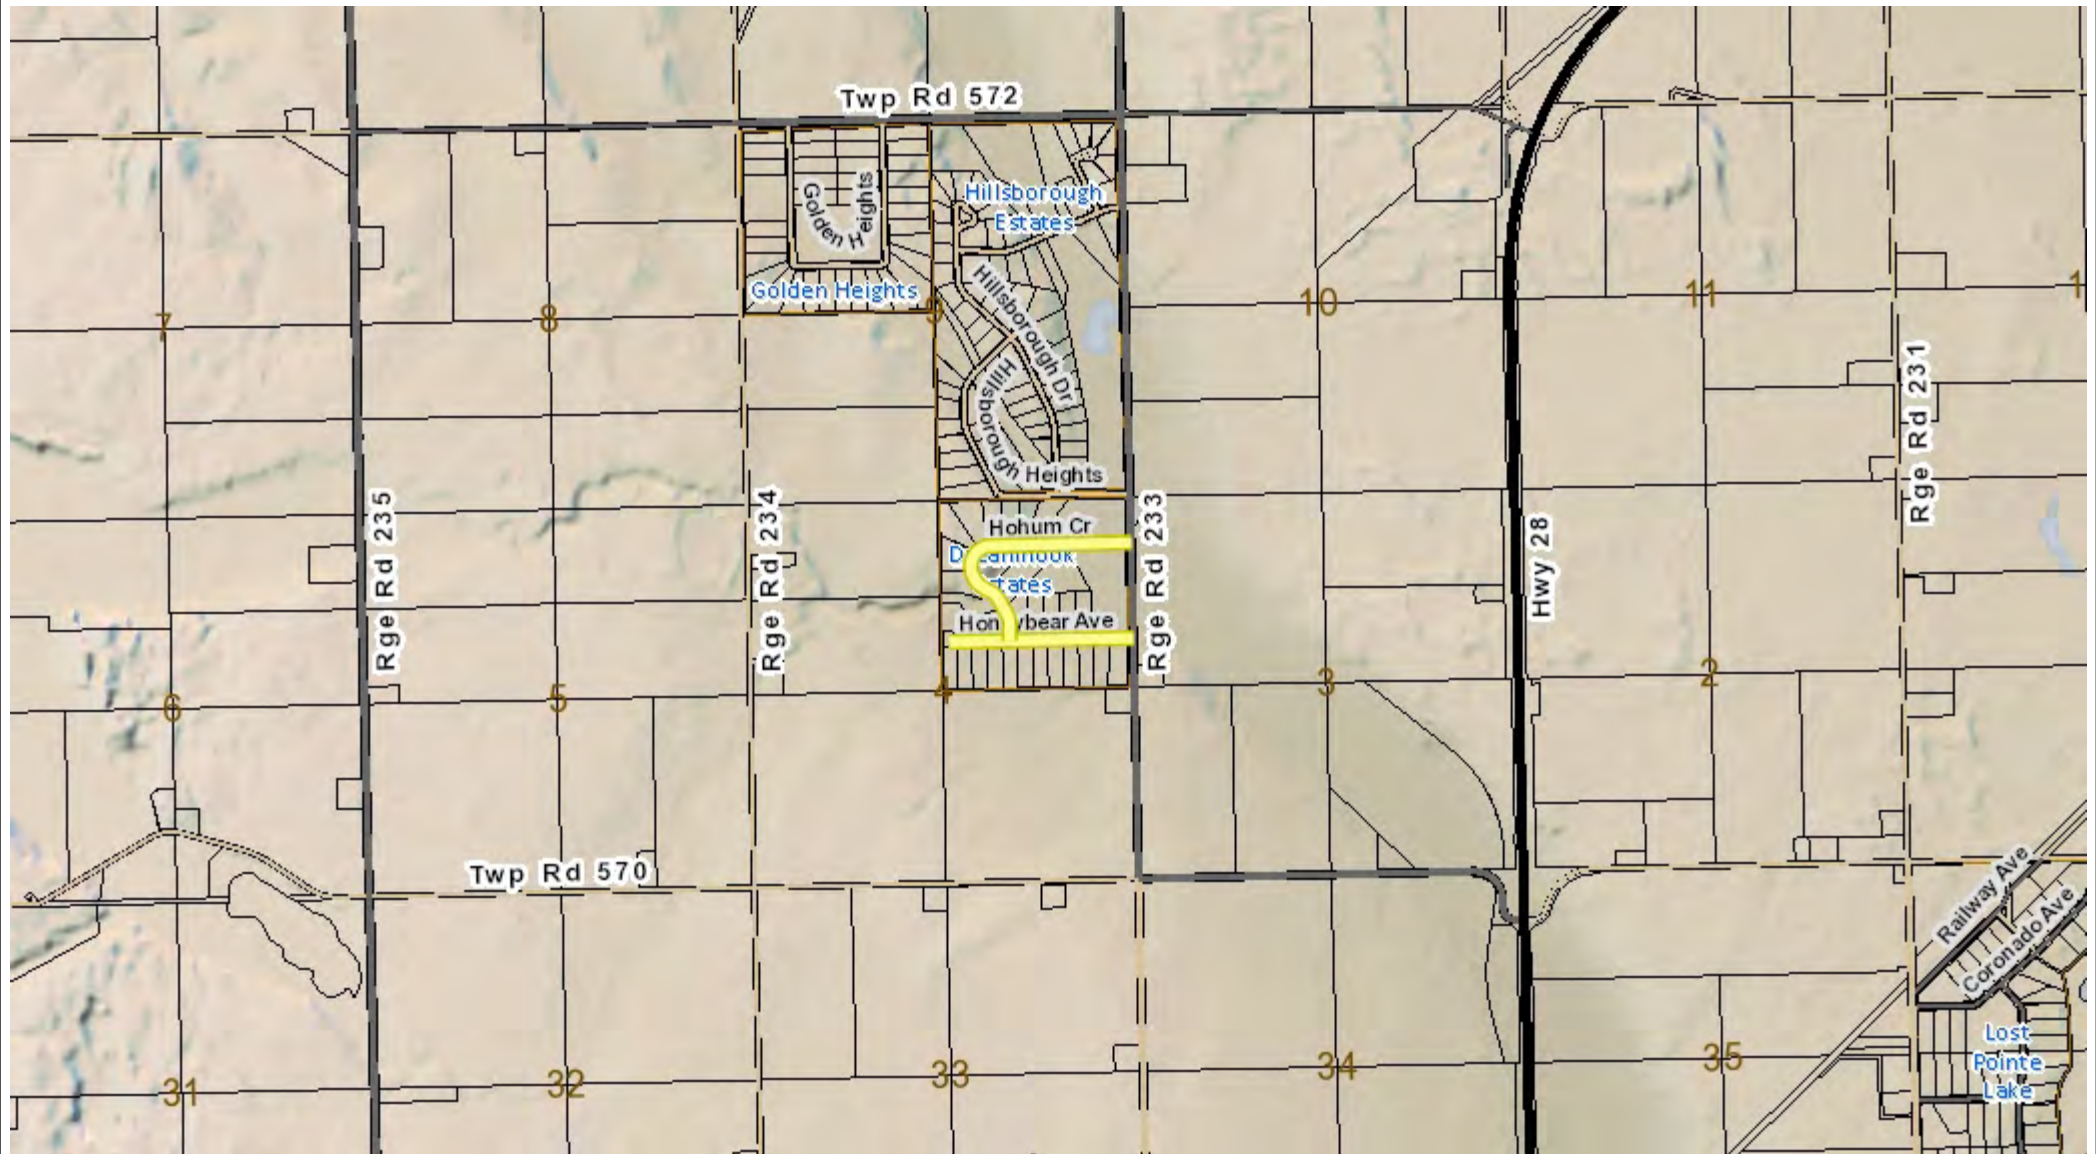 Twp Rd 572
Golden Heights
Hillsborough
Estates
Golden Heights
Hillsborough Dr
Hillsborough Heights
7
8
9
10
11
1
Rge Rd 235
Rge Rd 234
Rge Rd 233
Hwy 28
Rge Rd 231
Hohum Cr
Honeybear Ave
6
5
4
3
2
Twp Rd 570
Railway Ave
Coronado Ave
Lost
Pointe
Lake
31
32
33
34
35